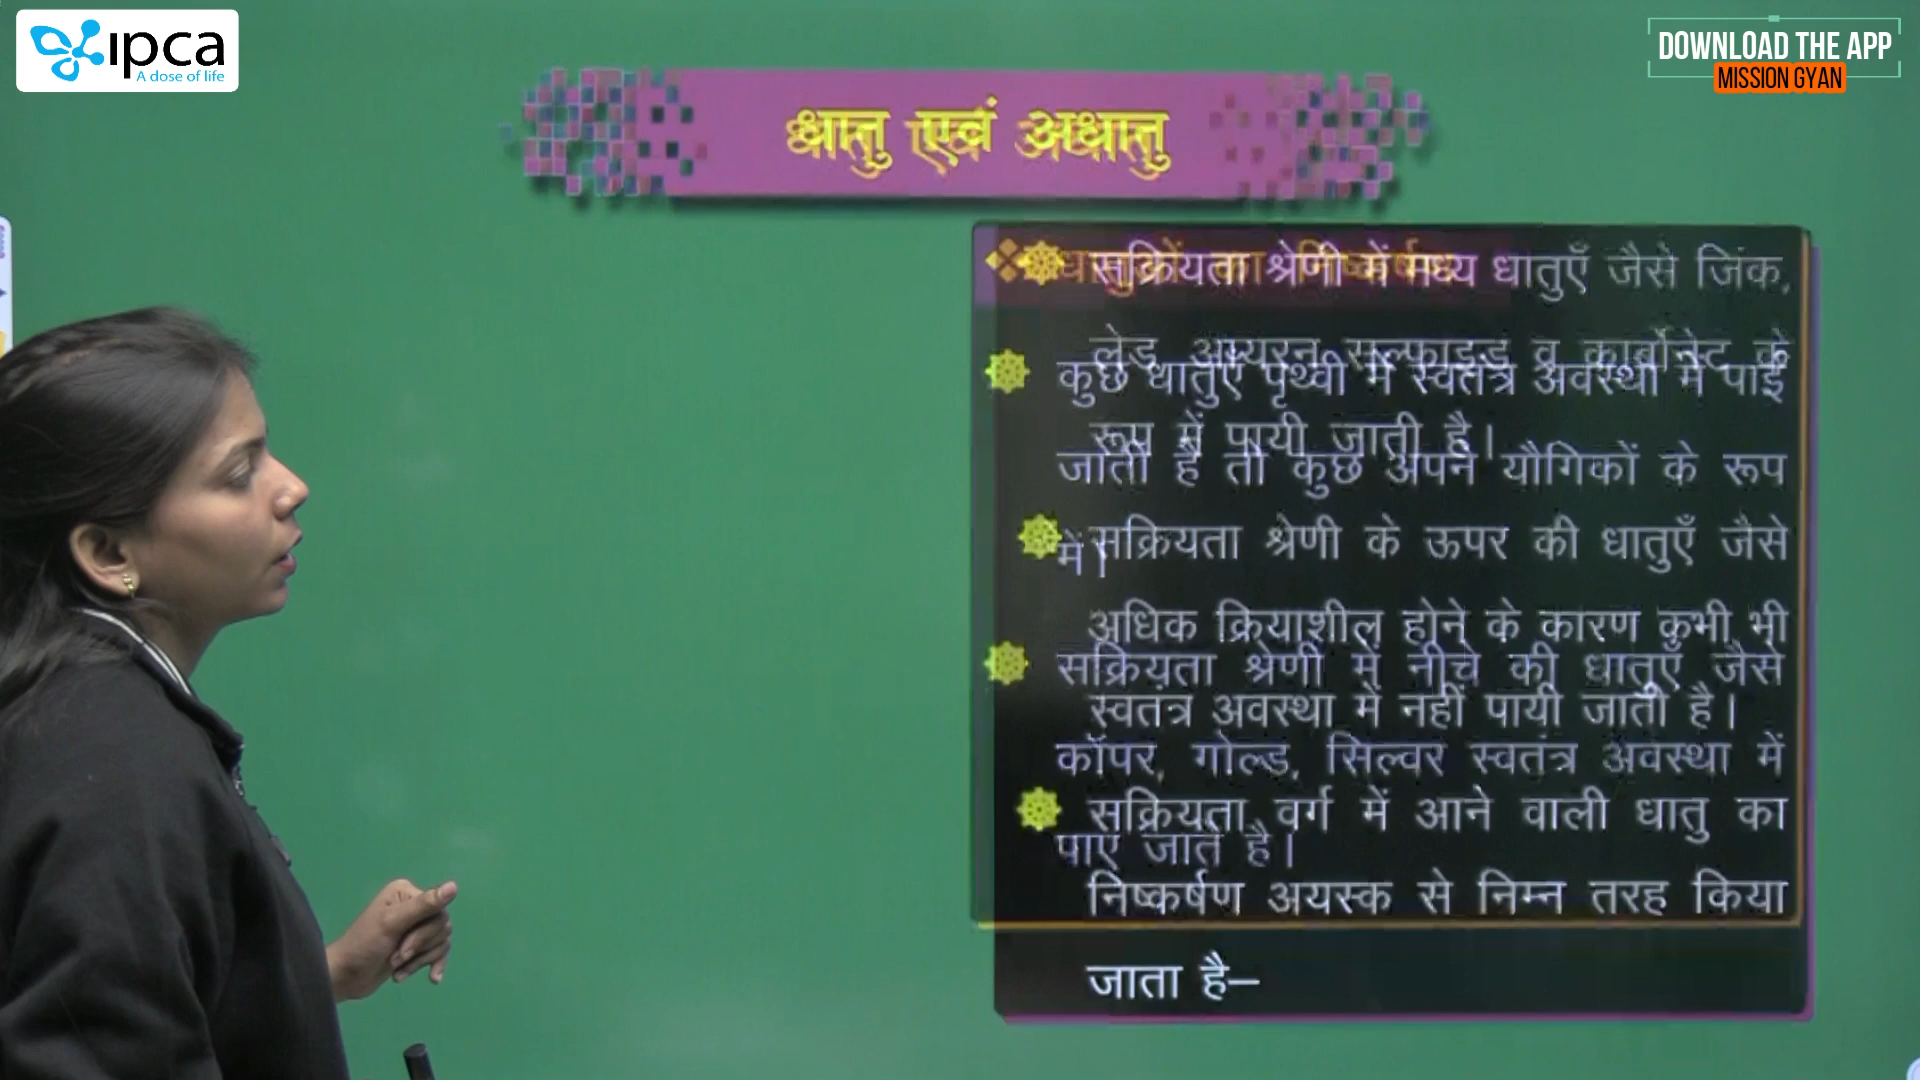 ipca
A dose of life
DOWNLOAD THE APP
MISSION GYAN
धातु एवं अधातु
धातुओं का निष्कर्षण
कुछ धातुएँ पृथ्वी में स्वतंत्र अवस्था में पाई
जाती है तो कुछ अपने यौगिकों के रूप
में।
सक्रियता श्रेणी में नीचे की धातुएँ जैसे
कॉपर, गोल्ड, सिल्वर स्वतंत्र अवस्था में
पाए जाते है।
सक्रियता श्रेणी में मध्य धातुएँ जैसे जिंक,
लेड, आयरन सल्फाइड व कार्बोनेट के
रूप में पायी जाती है।
सक्रियता श्रेणी के ऊपर की धातुएँ जैसे
अधिक क्रियाशील होने के कारण कभी भी
स्वतंत्र अवस्था में नहीं पायी जाती है।
सक्रियता वर्ग में आने वाली धातु का
निष्कर्षण अयस्क से निम्न तरह किया
जाता है–